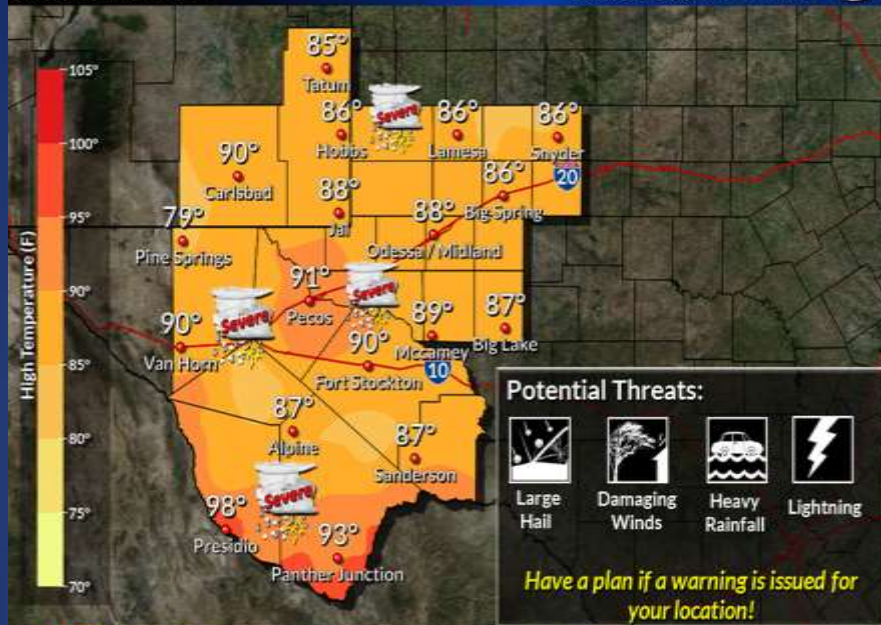 High Temperature (F)
105°
100°
95°
90°
85°
80°
75°
70°
85°
Tatum
86°
Hobbs
Severe
86°
Lamesa
86°
Snyder
90°
Carlsbad
88°
Jal
86°
Big Spring
20
79°
Pine Springs
88°
Odessa / Midland
91°
Pecos
Severe
Severe
90°
Van Horn
90°
Fort Stockton
89°
Mccamey
87°
Big Lake
10
87°
Alpine
87°
Sanderson
Severe
98°
Presidio
93°
Panther Junction
Potential Threats:
Large
Hail
Damaging
Winds
Heavy
Rainfall
Lightning
Have a plan if a warning is issued for
your location!